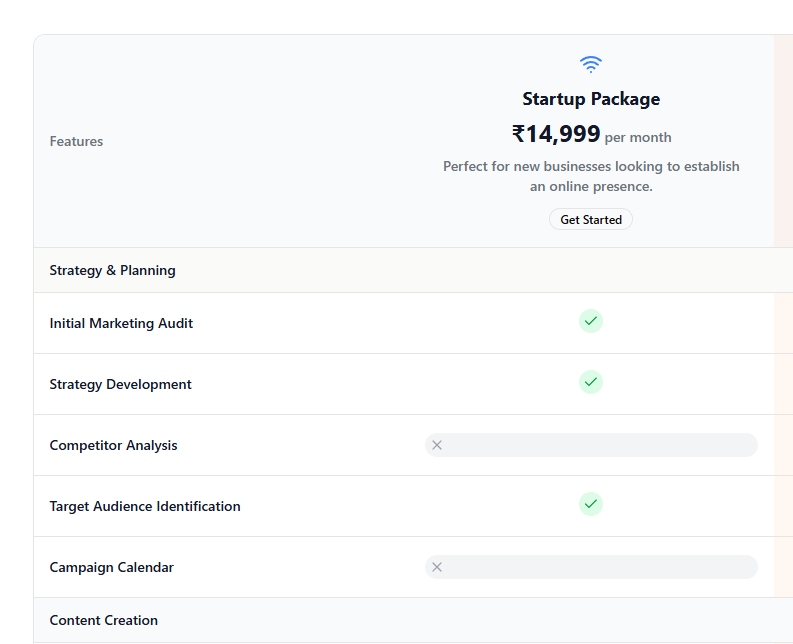 Features
Startup Package
₹14,999 per month
Perfect for new businesses looking to establish
an online presence.
Get Started
Strategy & Planning
Initial Marketing Audit
Strategy Development
Competitor Analysis
Target Audience Identification
Campaign Calendar
Content Creation